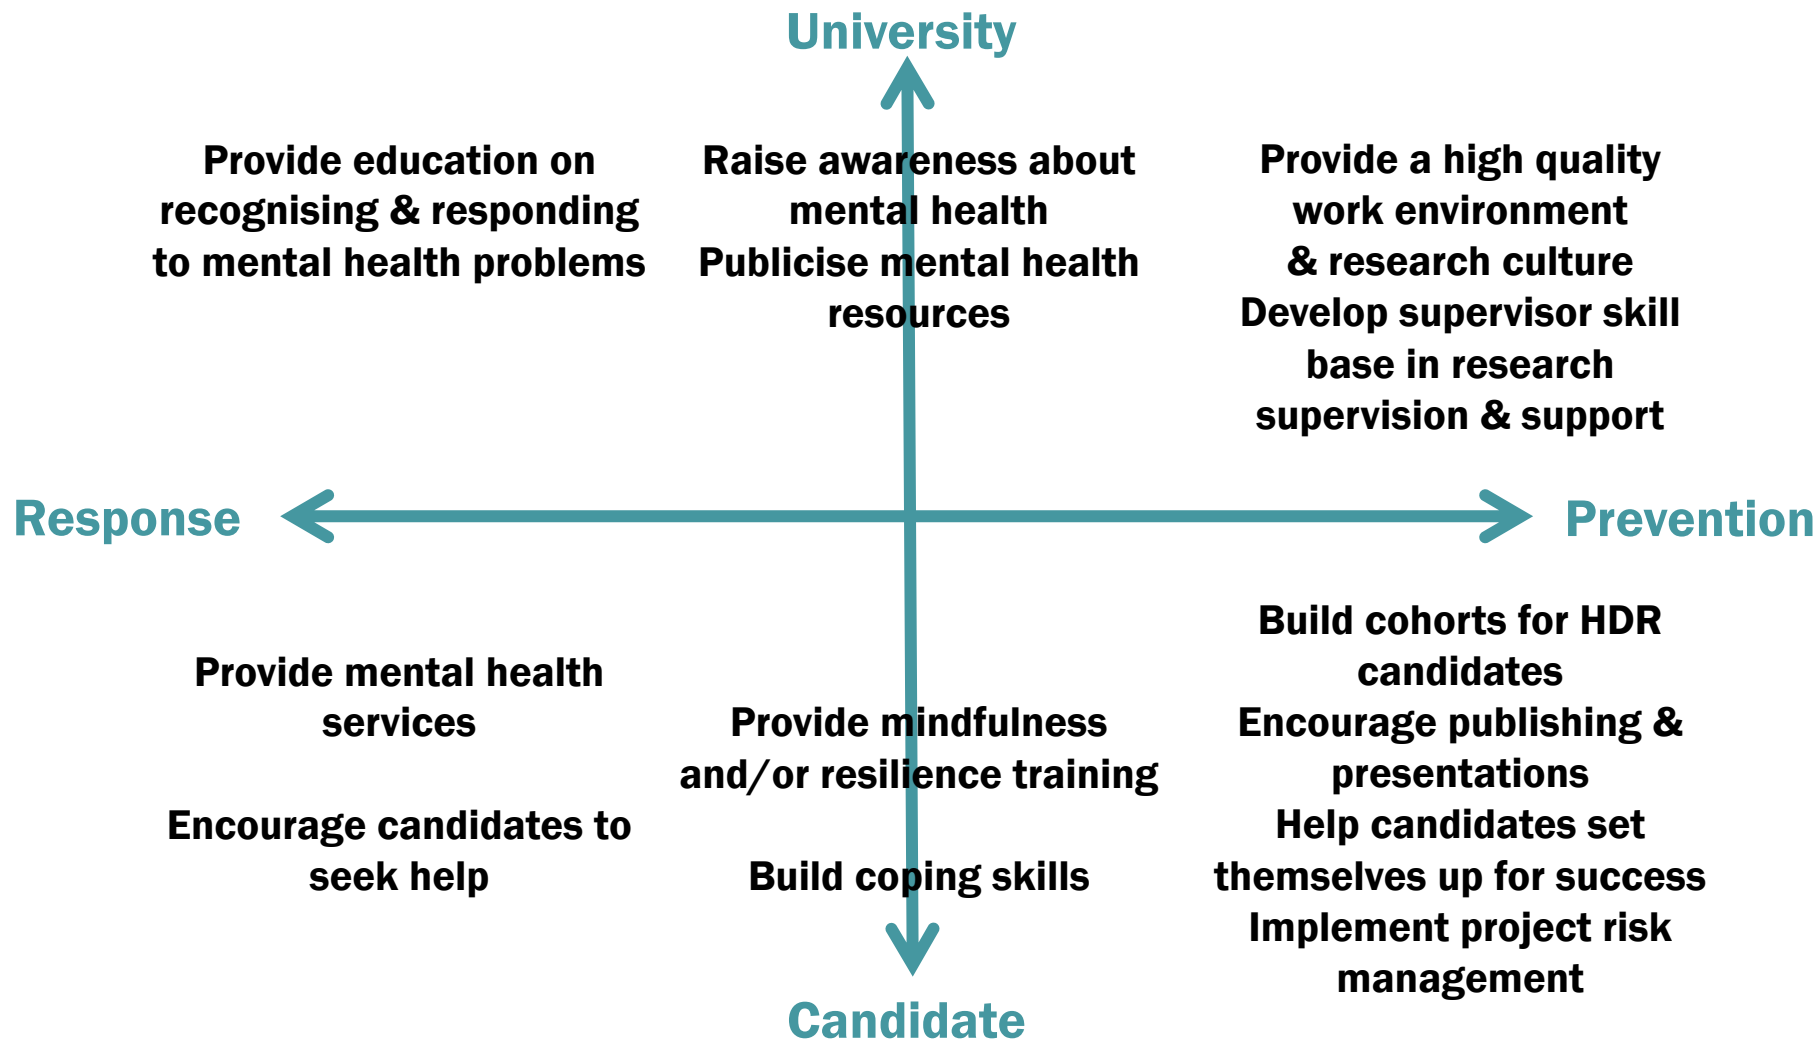 University
Provide education on
recognising & responding
to mental health problems
Raise awareness about
mental health
Publicise mental health
resources
Provide a high quality
work environment
& research culture
Develop supervisor skill
base in research
supervision & support
Response
Prevention
Provide mental health
services
Encourage candidates to
seek help
Provide mindfulness
and/or resilience training
Build coping skills
Build cohorts for HDR
candidates
Encourage publishing &
presentations
Help candidates set
themselves up for success
Implement project risk
management
Candidate